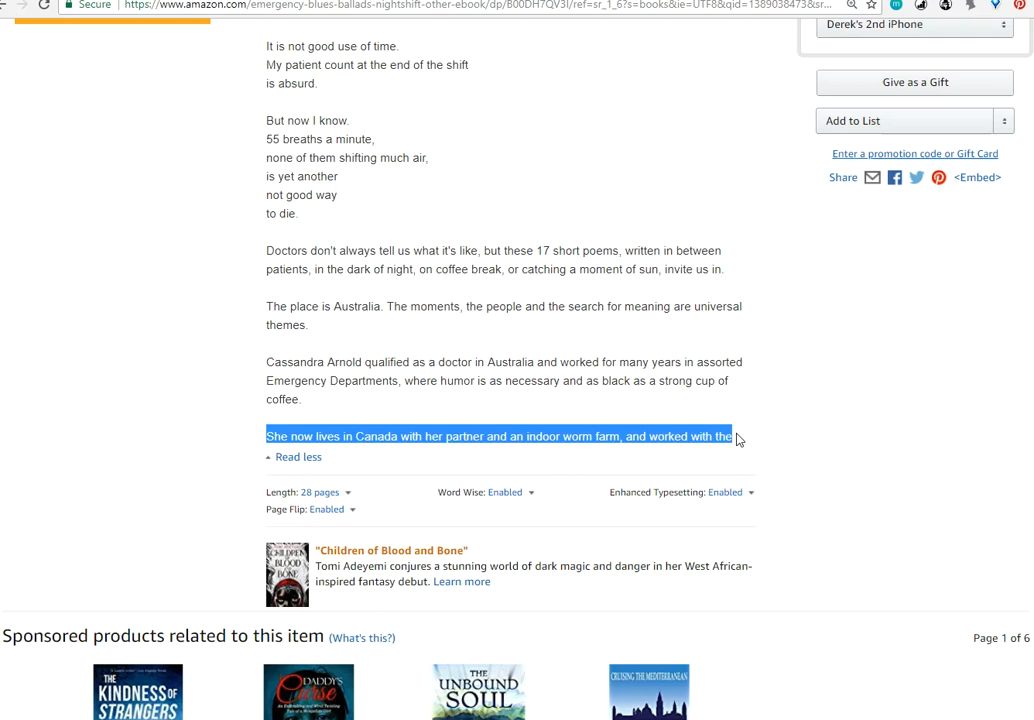 Secure
https://www.amazon.com/emergency-blues-ballads-nightshift-other-ebook/dp/B00DH7QV3I/ref=sr_1_6?s=books&ie=UTF8&qid=1389038473&sr...
Derek's 2nd iPhone
It is not good use of time.
My patient count at the end of the shift
is absurd.
Give as a Gift
But now I know.
Add to List
55 breaths a minute,
none of them shifting much air,
Enter a promotion code or Gift Card
is yet another
Share <Embed>
not good way
to die.
Doctors don't always tell us what it's like, but these 17 short poems, written in between
patients, in the dark of night, on coffee break, or catching a moment of sun, invite us in.
The place is Australia. The moments, the people and the search for meaning are universal
themes.
Cassandra Arnold qualified as a doctor in Australia and worked for many years in assorted
Emergency Departments, where humor is as necessary and as black as a strong cup of
coffee.
She now lives in Canada with her partner and an indoor worm farm, and worked with the
Read less
Length: 28 pages
Word Wise: Enabled
Enhanced Typesetting: Enabled
Page Flip: Enabled
"Children of Blood and Bone"
Tomi Adeyemi conjures a stunning world of dark magic and danger in her West African-
inspired fantasy debut. Learn more
CHILDREN
OF
BLOOD
AND
BONE
Sponsored products related to this item (What's this?)
Page 1 of 6
THE
KINDNESS OF
STRANGERS
DADDY'S
Curse
THE
UNBOUND
SOUL
CRUISING THE MEDITERRANEAN